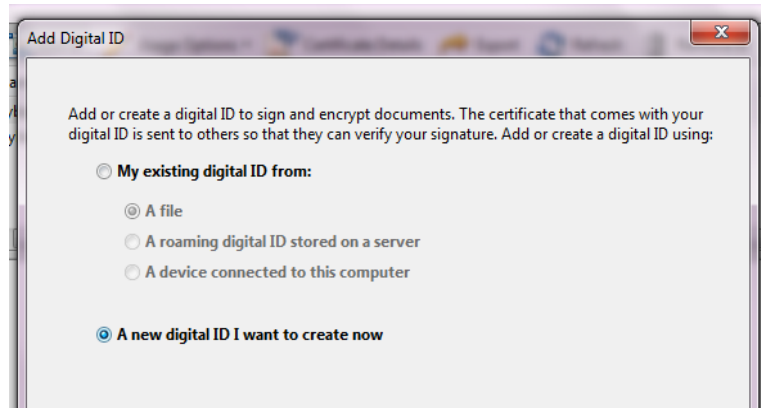 Add Digital ID
Add or create a digital ID to sign and encrypt documents. The certificate that comes with your
digital ID is sent to others so that they can verify your signature. Add or create a digital ID using:
My existing digital ID from:
A file
A roaming digital ID stored on a server
A device connected to this computer
A new digital ID I want to create now